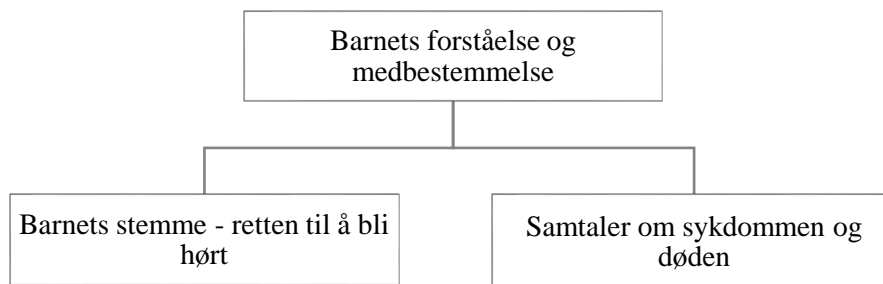 Barnets forståelse og
medbestemmelse
Barnets stemme - retten til å bli
hørt
Samtaler om sykdommen og
døden